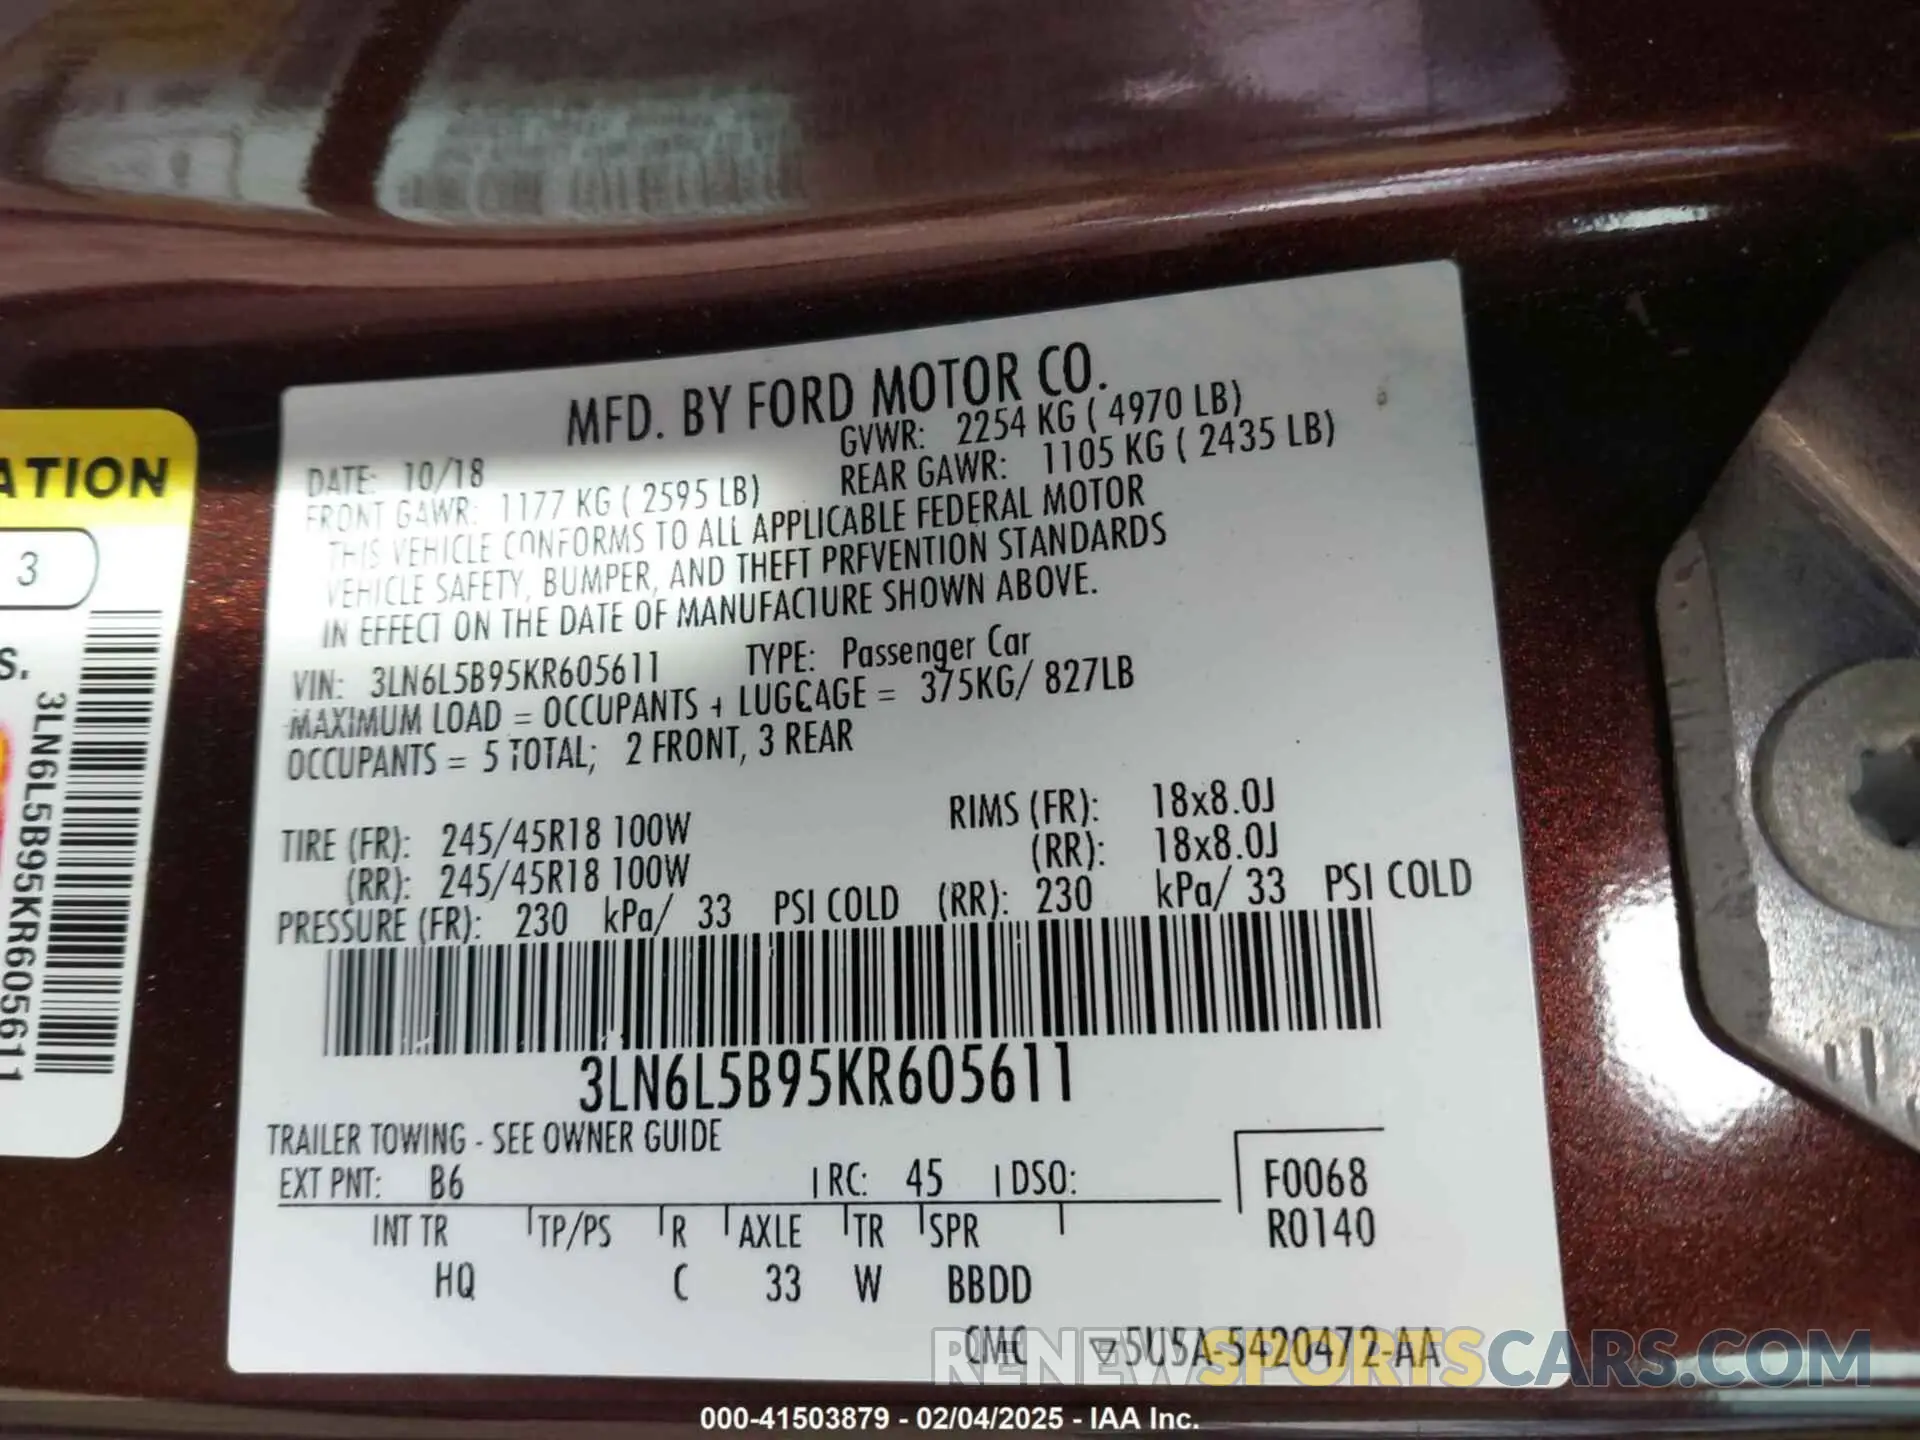 MFD. BY FORD MOTOR CO.
DATE: 10/18 GVWR: 2254 KG ( 4970 LB)
FRONT GAWR: 1177 KG ( 2595 LB) REAR GAWR: 1105 KG ( 2435 LB)
THIS VEHICLE CONFORMS TO ALL APPLICABLE FEDERAL MOTOR
VEHICLE SAFETY, BUMPER, AND THEFT PREVENTION STANDARDS
IN EFFECT ON THE DATE OF MANUFACTURE SHOWN ABOVE.
VIN: 3LN6L5B95KR605611 TYPE: Passenger Car
MAXIMUM LOAD = OCCUPANTS + LUGGAGE = 375KG/ 827LB
OCCUPANTS = 5 TOTAL; 2 FRONT, 3 REAR
TIRE (FR): 245/45R18 100W RIMS (FR): 18x8.0J
(RR): 245/45R18 100W (RR): 18x8.0J
PRESSURE (FR): 230 kPa/ 33 PSI COLD (RR): 230 kPa/ 33 PSI COLD
3LN6L5B95KR605611
TRAILER TOWING - SEE OWNER GUIDE
EXT PNT: B6 RC: 45 DSO: F0068
INT TR TP/PS R AXLE TR SPR R0140
HQ C 33 W BBDD
CMC 5U5A-5420472-AA
ATION
3
S.
3LN6L5B95KR605611
RENEWSPORTSCARS.COM
000-41503879 - 02/04/2025 - IAA Inc.